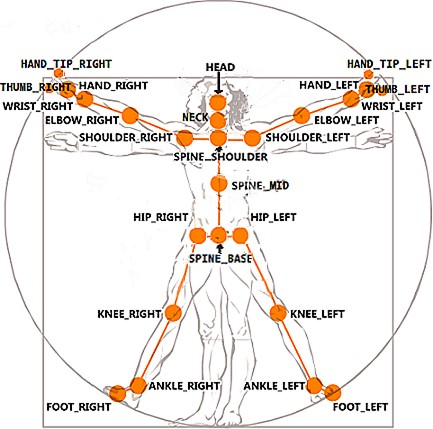 HAND_TIP_RIGHT
HAND_TIP_LEFT
HEAD
THUMB_RIGHT
HAND_RIGHT
HAND_LEFT
THUMB_LEFT
WRIST_RIGHT
WRIST_LEFT
ELBOW_RIGHT
NECK
ELBOW_LEFT
SHOULDER_RIGHT
SHOULDER_LEFT
SPINE_SHOULDER
SPINE_MID
HIP_RIGHT
HIP_LEFT
SPINE_BASE
KNEE_RIGHT
KNEE_LEFT
ANKLE_RIGHT
ANKLE_LEFT
FOOT_RIGHT
FOOT_LEFT